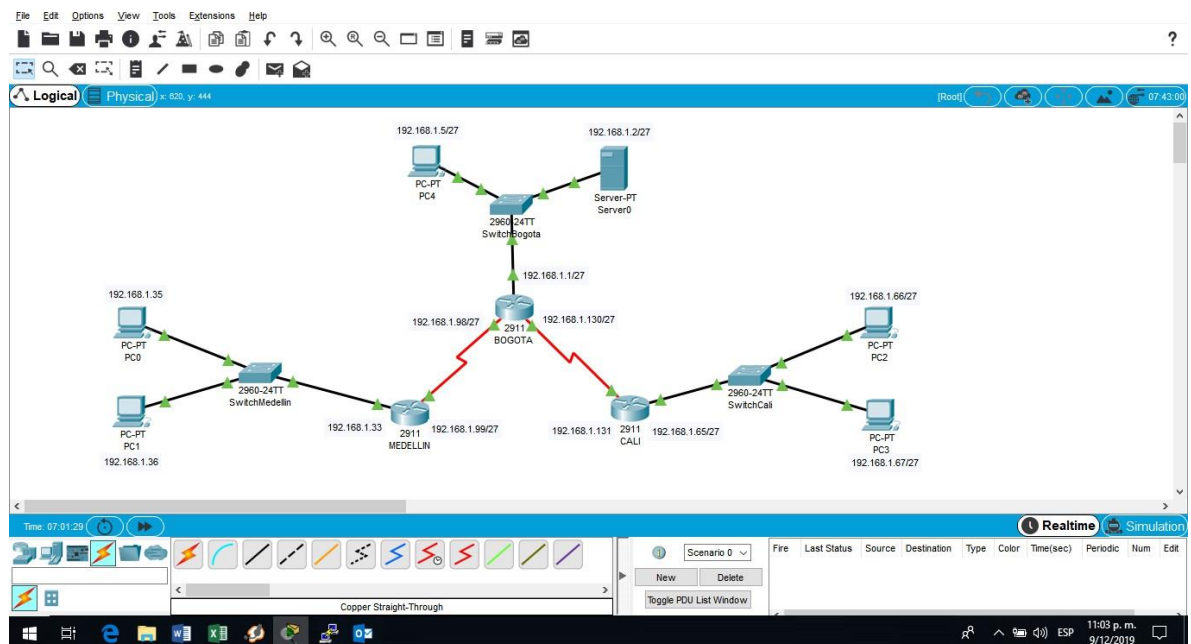 File Edit Options View Tools Extensions Help
?
Logical Physical x: 820, y: 444 [Root] 07:43:00
192.168.1.5/27 192.168.1.2/27
PC-PT
PC4
Server-PT
Server0
2960-24TT
SwitchBogota
192.168.1.1/27
192.168.1.35
192.168.1.66/27
192.168.1.98/27 192.168.1.130/27
2911
BOGOTA
PC-PT
PC0
PC-PT
PC2
2960-24TT
SwitchMedellin
2960-24TT
SwitchCali
192.168.1.33 2911 192.168.1.99/27
MEDELLIN
192.168.1.131 2911 192.168.1.65/27
CALI
PC-PT
PC1
192.168.1.36
PC-PT
PC3
192.168.1.67/27
Time: 07:01:29 Realtime Simulation
Scenario 0 Fire Last Status Source Destination Type Color Time(sec) Periodic Num Edit
New Delete
Toggle PDU List Window
Copper Straight-Through
ESP 11:03 p. m.
9/12/2019